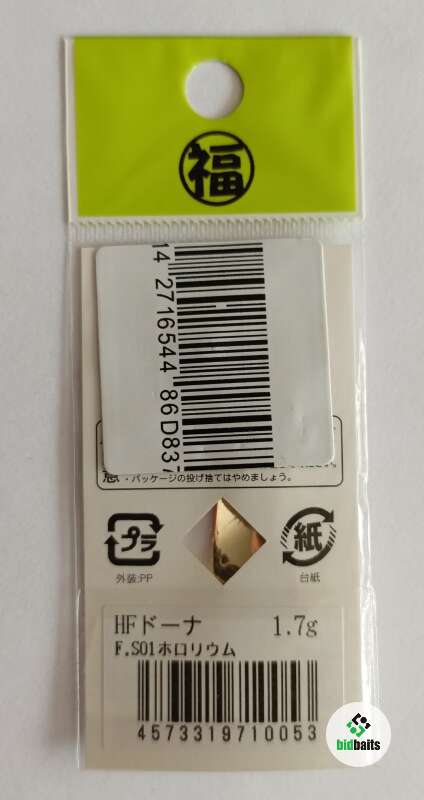 福
14 2716544 86D837
・パッケージの投げ捨てはやめましょう。
プラ
紙
外装:PP
台紙
HFドーナ 1.7g
F.S01ホロリウム
4573319710053
bidbaits